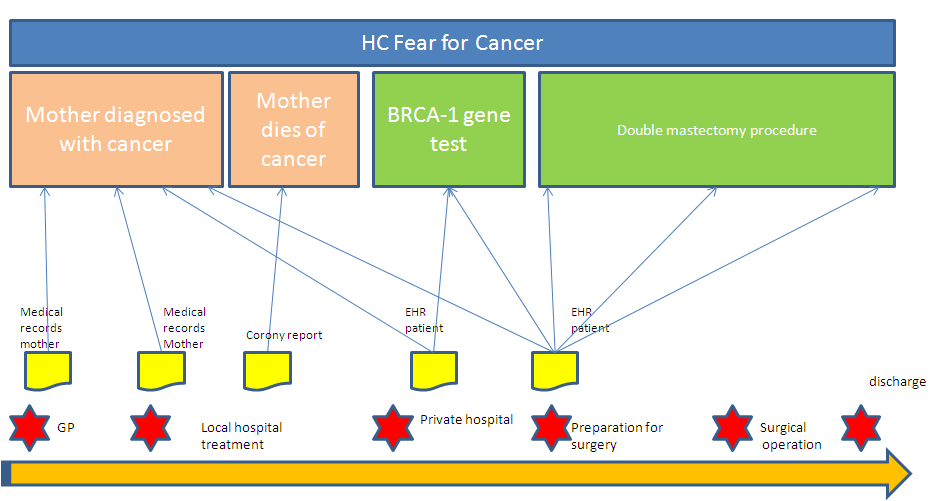 HC Fear for Cancer
Mother diagnosed
with cancer
Mother
dies of
cancer
BRCA-1 gene
test
Double mastectomy procedure
Medical
records
mother
Medical
records
Mother
Corony report
EHR
patient
EHR
patient
discharge
GP
Local hospital
treatment
Private hospital
Preparation for
surgery
Surgical
operation